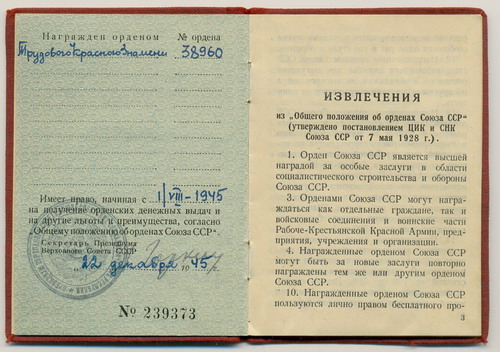 Награжден орденом № ордена
Трудового Красного Знамени 38960
Имеет право, начиная с 1/VIII-1945
на получение орденских денежных выдач и
на другие льготы и преимущества, согласно
„Общему положению об орденах Союза ССР“.
Секретарь Президиума
Верховного Совета СССР
„22 декабря 1945 г.
№ 239373
ИЗВЛЕЧЕНИЯ
из „Общего положения об орденах Союза ССР“
(утверждено постановлением ЦИК и СНК
Союза ССР от 7 мая 1928 г.).
1. Орден Союза ССР является высшей
наградой за особые заслуги в области
социалистического строительства и обороны
Союза ССР.
3. Орденами Союза ССР могут награ-
ждаться как отдельные граждане, так и
войсковые соединения и воинские части
Рабоче-Крестьянской Красной Армии, пред-
приятия, учреждения и организации.
4. Награжденные орденом Союза ССР
могут быть за новые заслуги повторно
награждены тем же или другим орденом
Союза ССР.
10. Награжденные орденом Союза ССР
пользуются лично правом бесплатного про-
3